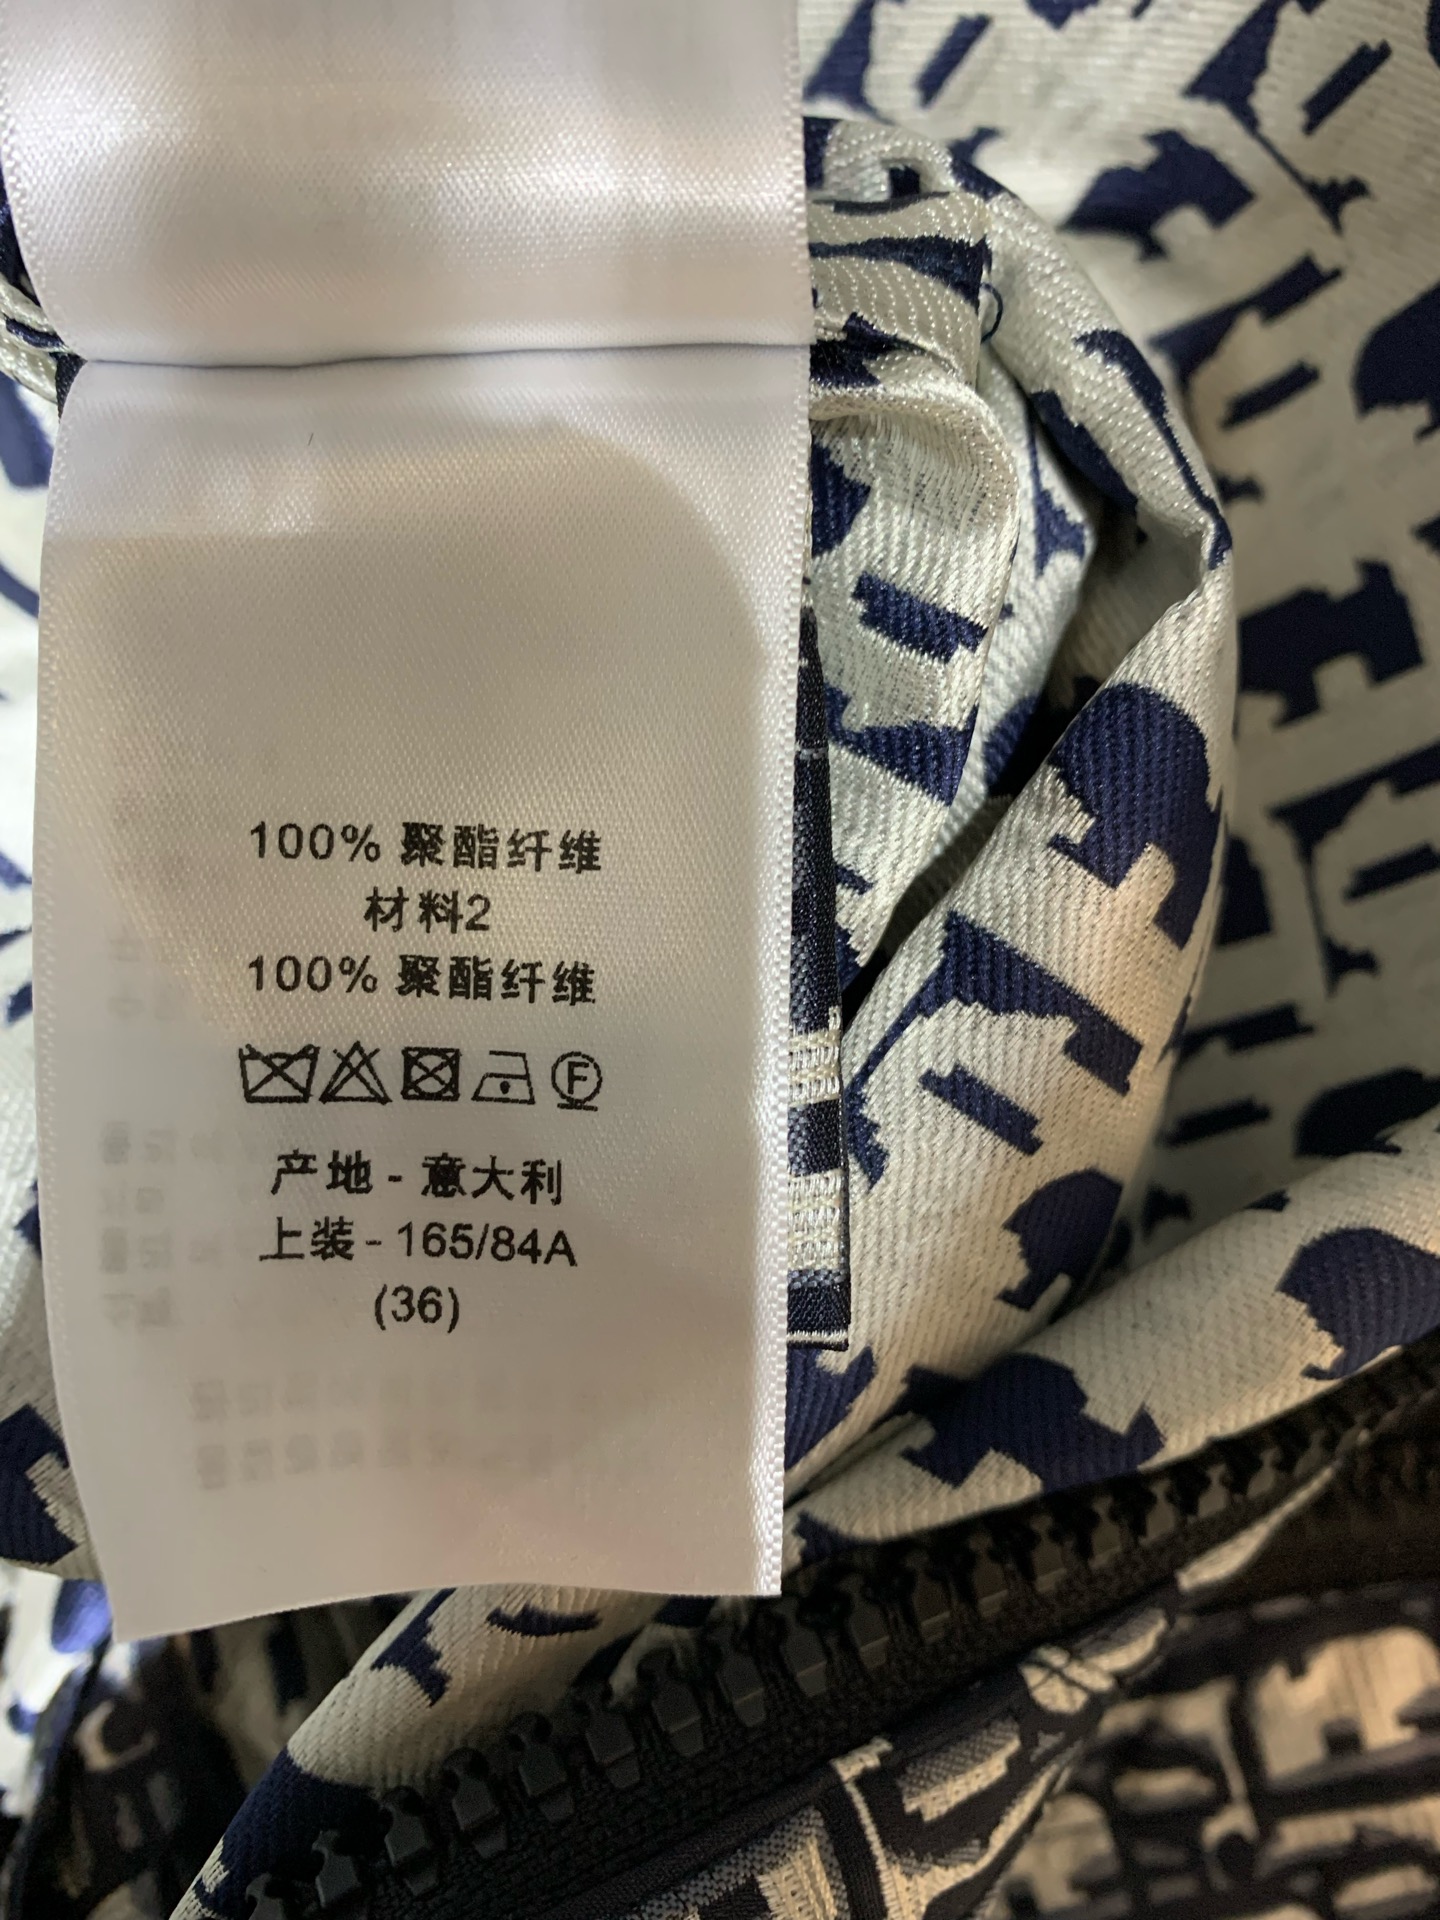 100% 聚酯纤维
材料2
100% 聚酯纤维
F
产地 - 意大利
上装 - 165/84A
(36)